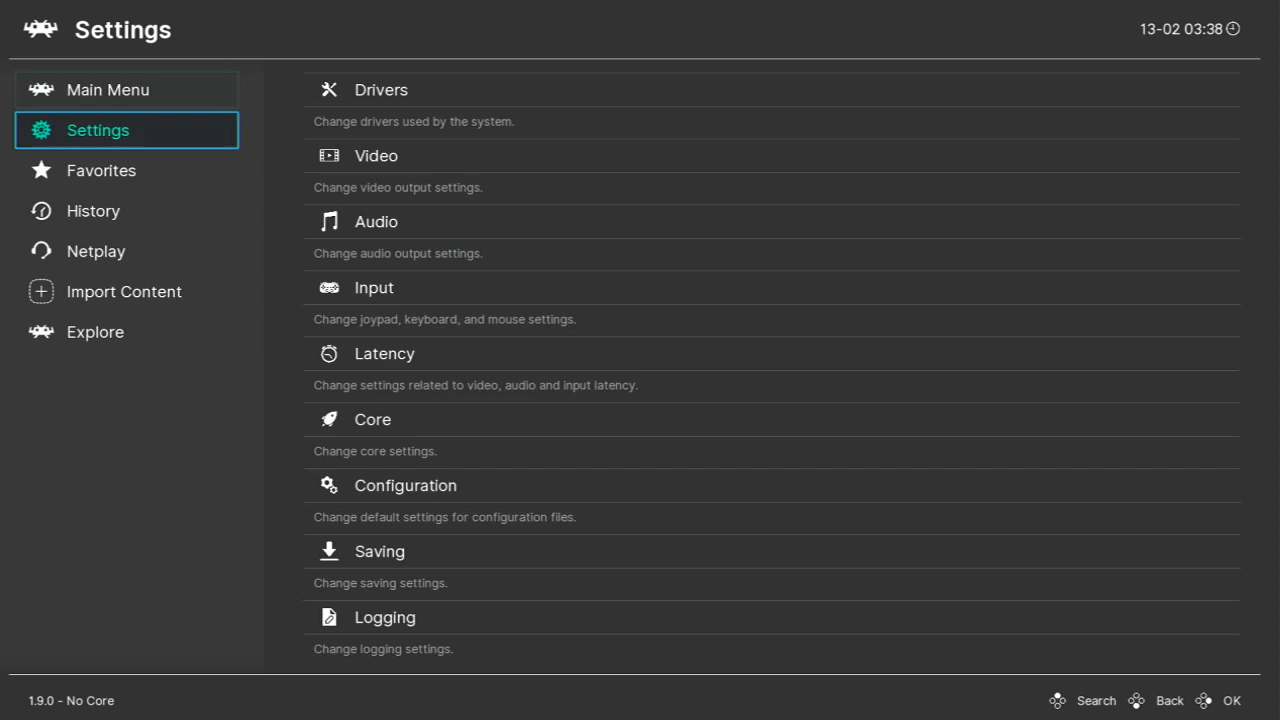 Settings
13-02 03:38
Main Menu
Settings
Favorites
History
Netplay
Import Content
Explore
Drivers
Change drivers used by the system.
Video
Change video output settings.
Audio
Change audio output settings.
Input
Change joypad, keyboard, and mouse settings.
Latency
Change settings related to video, audio and input latency.
Core
Change core settings.
Configuration
Change default settings for configuration files.
Saving
Change saving settings.
Logging
Change logging settings.
1.9.0 - No Core
Search Back OK